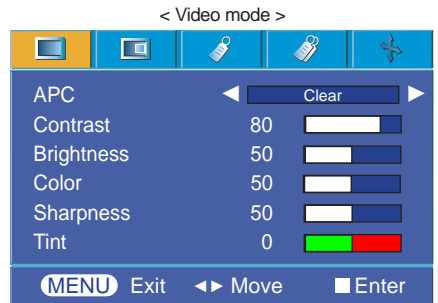 < Video mode >
APC ◀ Clear ▶
Contrast 80
Brightness 50
Color 50
Sharpness 50
Tint 0
MENU Exit ◄► Move Enter